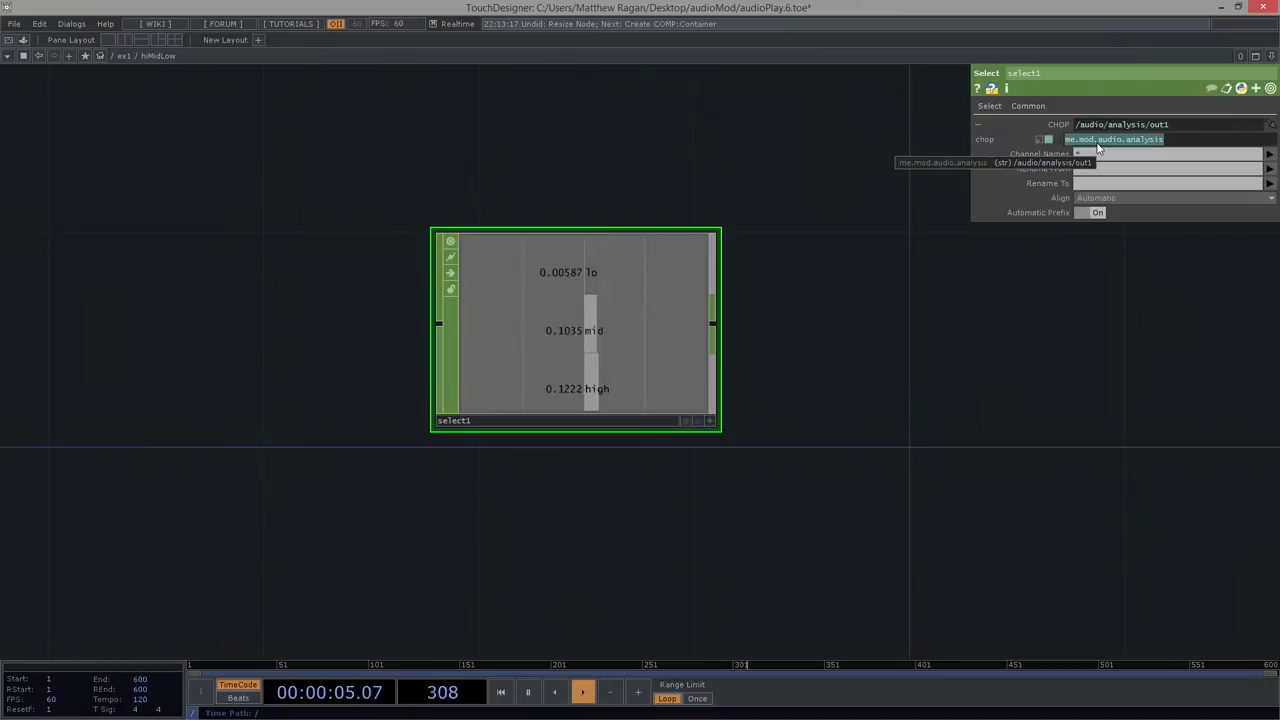 TouchDesigner: C:/Users/Matthew Ragan/Desktop/audioMod/audioPlay.6.toe*
File Edit Dialogs Help [ WIKI ] [ FORUM ] [ TUTORIALS ] O|I 60 FPS: 60 Realtime 22:13:17 Undid: Resize Node; Next: Create COMP:Container
Pane Layout New Layout +
/ ex1 / hiMidLow 0
Select select1
? i
Select Common
CHOP /audio/analysis/out1
chop me.mod.audio.analysis
Channel Names *
me.mod.audio.analysis (str) /audio/analysis/out1
Rename From
Rename To
Align Automatic
Automatic Prefix On
0.00587 lo
0.1035 mid
0.1222 high
select1
1 51 101 151 201 251 301 351 401 451 501 551 600
Start: 1 End: 600
RStart: 1 REnd: 600
FPS: 60 Tempo: 120
ResetF: 1 T Sig: 4 4
TimeCode
Beats
00:00:05.07 308
Range Limit
Loop Once
/ Time Path: /